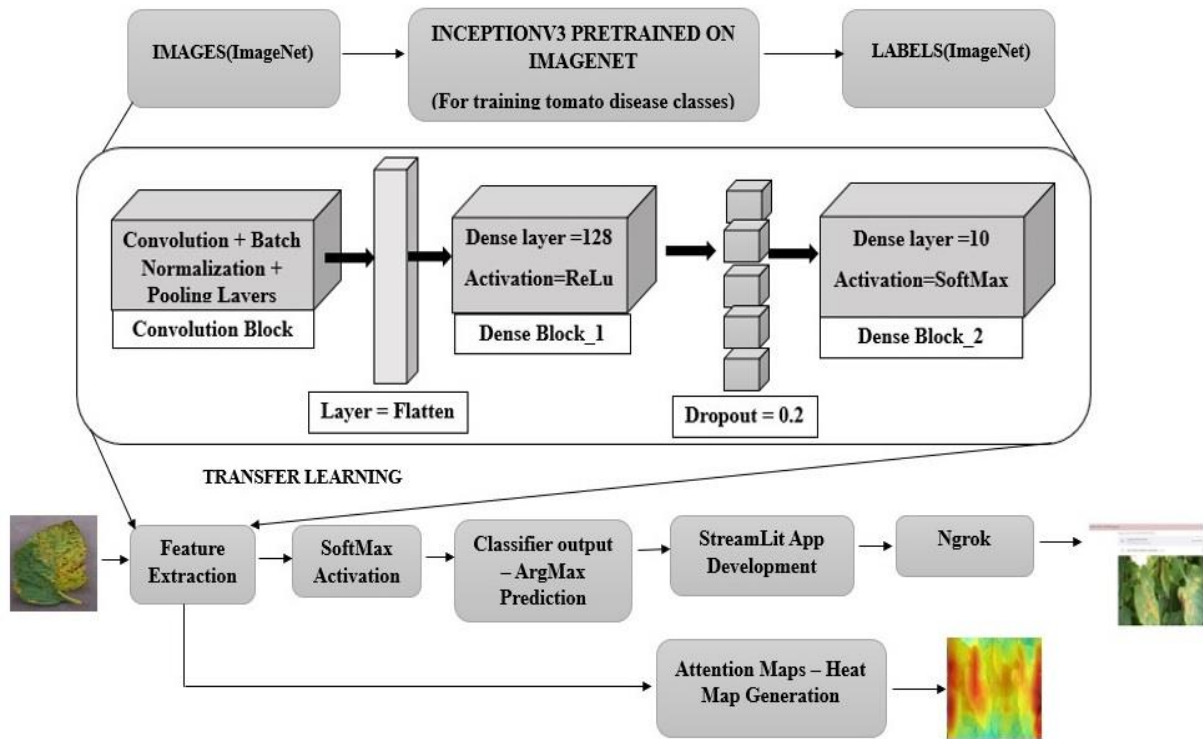 IMAGES(ImageNet)
INCEPTIONV3 PRETRAINED ON
IMAGENET
(For training tomato disease classes)
LABELS(ImageNet)
Convolution + Batch
Normalization +
Pooling Layers
Convolution Block
Layer = Flatten
Dense layer =128
Activation=ReLu
Dense Block_1
Dropout = 0.2
Dense layer =10
Activation=SoftMax
Dense Block_2
TRANSFER LEARNING
Feature
Extraction
SoftMax
Activation
Classifier output
– ArgMax
Prediction
StreamLit App
Development
Ngrok
Attention Maps – Heat
Map Generation